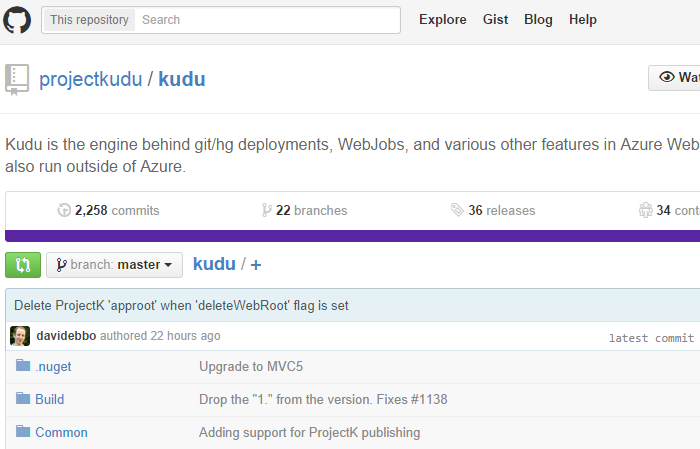 This repository Search Explore Gist Blog Help
projectkudu / kudu
Kudu is the engine behind git/hg deployments, WebJobs, and various other features in Azure Web
also run outside of Azure.
2,258 commits 22 branches 36 releases 34
branch: master kudu / +
Delete ProjectK 'approot' when 'deleteWebRoot' flag is set
davidebbo authored 22 hours ago latest commit
.nuget Upgrade to MVC5
Build Drop the "1." from the version. Fixes #1138
Common Adding support for ProjectK publishing